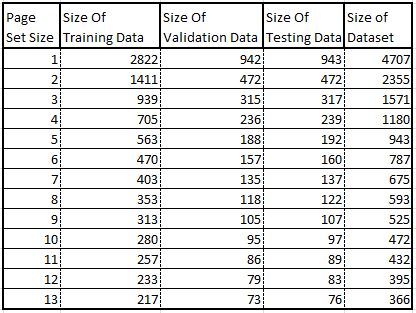 Page Set Size | Size Of Training Data | Size Of Validation Data | Size Of Testing Data | Size of Dataset
1 | 2822 | 942 | 943 | 4707
2 | 1411 | 472 | 472 | 2355
3 | 939 | 315 | 317 | 1571
4 | 705 | 236 | 239 | 1180
5 | 563 | 188 | 192 | 943
6 | 470 | 157 | 160 | 787
7 | 403 | 135 | 137 | 675
8 | 353 | 118 | 122 | 593
9 | 313 | 105 | 107 | 525
10 | 280 | 95 | 97 | 472
11 | 257 | 86 | 89 | 432
12 | 233 | 79 | 83 | 395
13 | 217 | 73 | 76 | 366